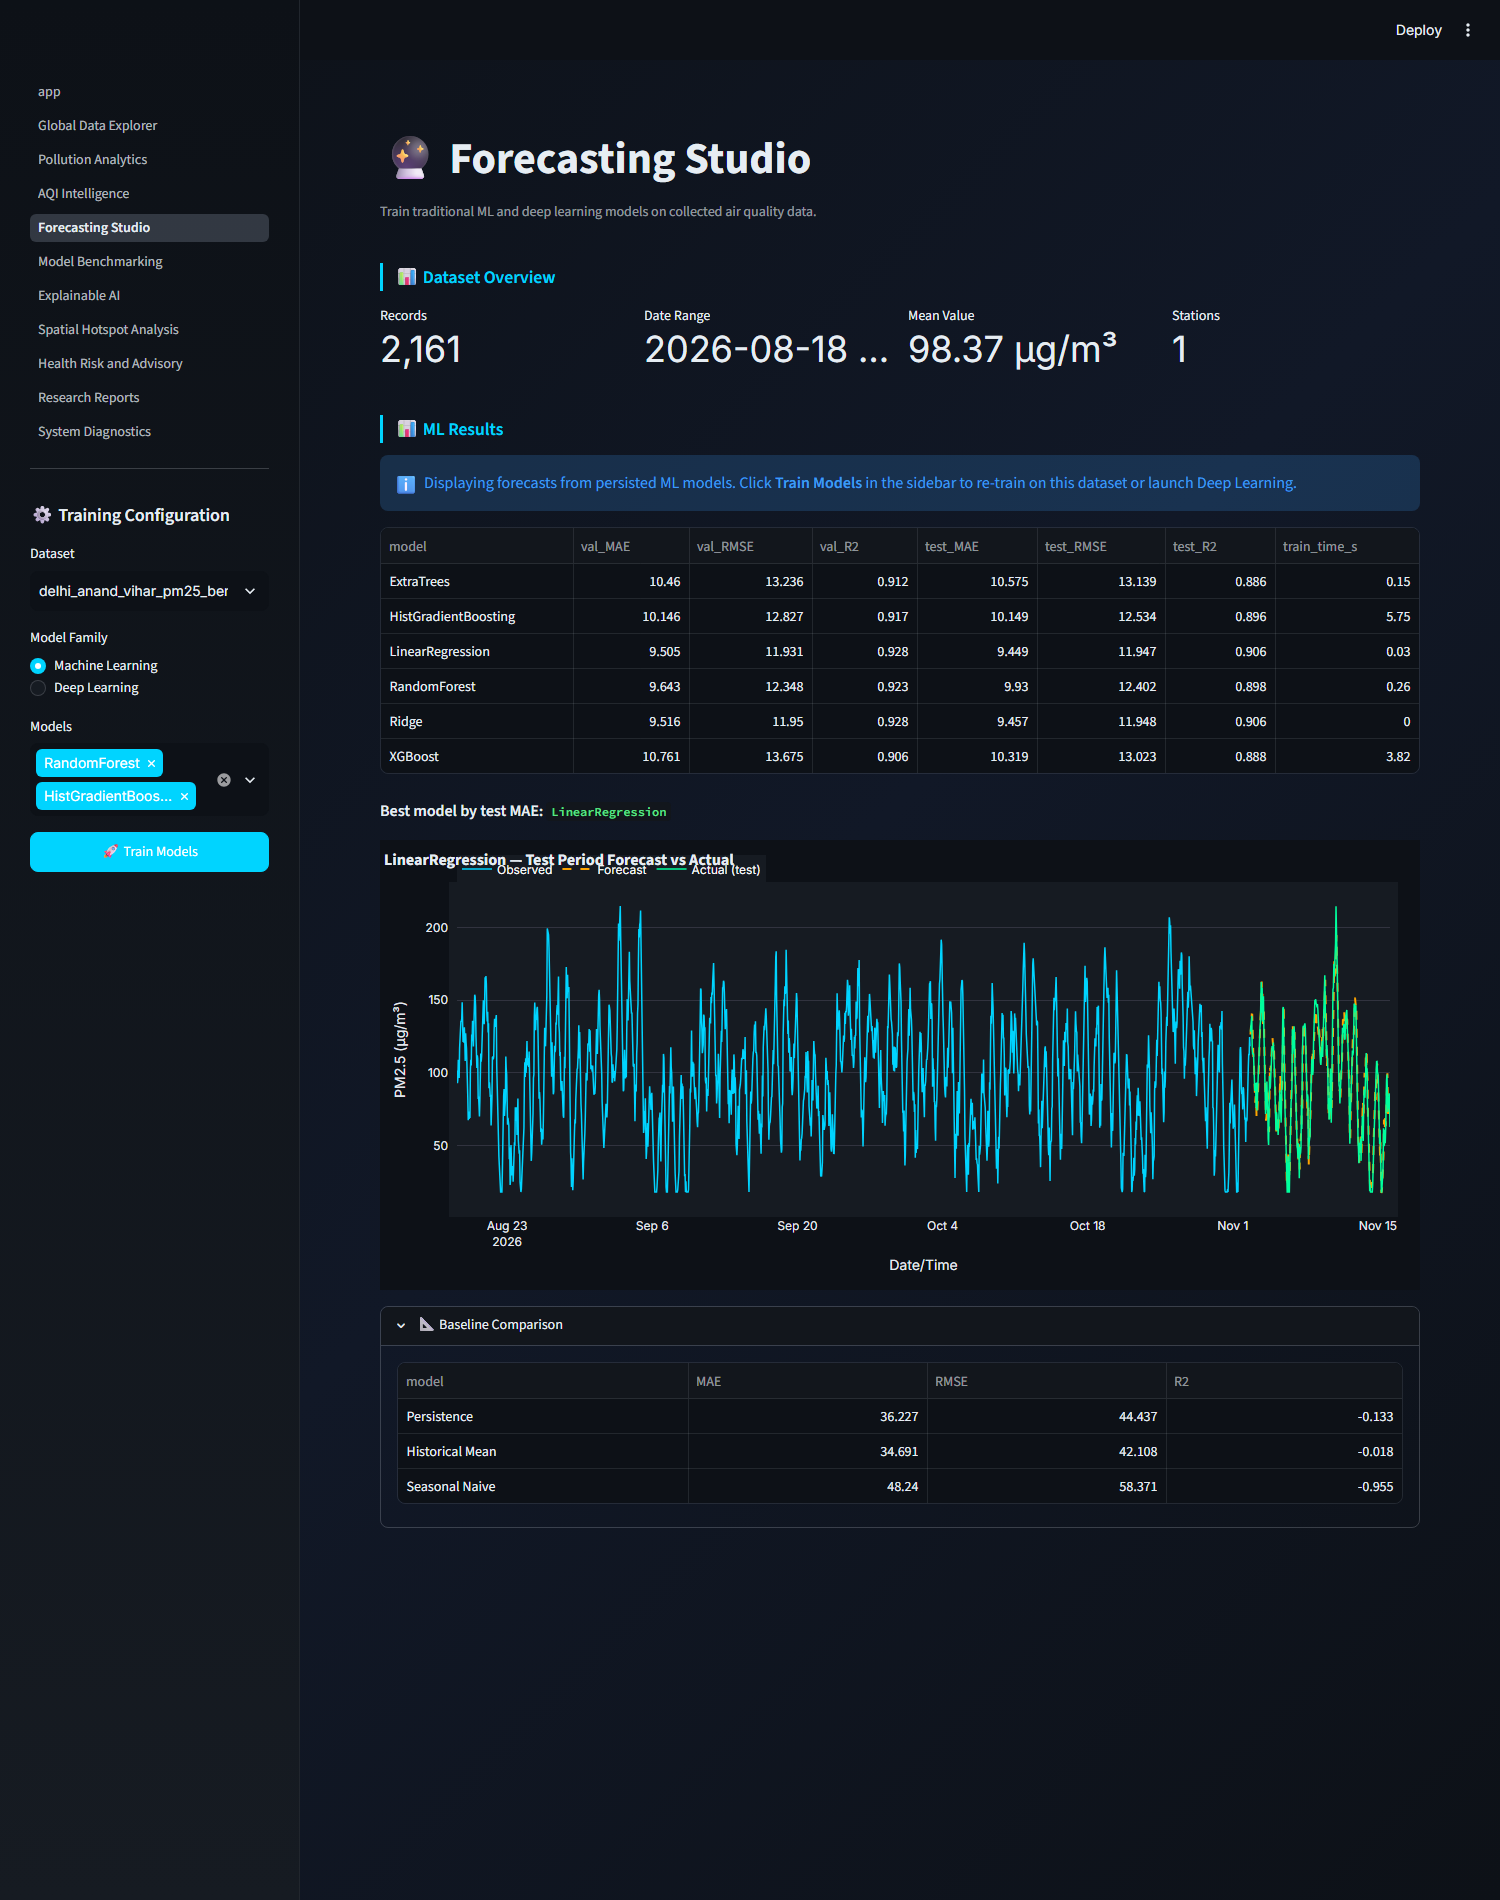 Deploy
app
Global Data Explorer
Pollution Analytics
AQI Intelligence
Forecasting Studio
Model Benchmarking
Explainable AI
Spatial Hotspot Analysis
Health Risk and Advisory
Research Reports
System Diagnostics
Training Configuration
Dataset
delhi_anand_vihar_pm25_ber
Model Family
Machine Learning
Deep Learning
Models
RandomForest ×
HistGradientBoos... ×
Train Models
Forecasting Studio
Train traditional ML and deep learning models on collected air quality data.
Dataset Overview
Records Date Range Mean Value Stations
2,161 2026-08-18 ... 98.37 µg/m³ 1
ML Results
Displaying forecasts from persisted ML models. Click Train Models in the sidebar to re-train on this dataset or launch Deep Learning.
model val_MAE val_RMSE val_R2 test_MAE test_RMSE test_R2 train_time_s
ExtraTrees 10.46 13.236 0.912 10.575 13.139 0.886 0.15
HistGradientBoosting 10.146 12.827 0.917 10.149 12.534 0.896 5.75
LinearRegression 9.505 11.931 0.928 9.449 11.947 0.906 0.03
RandomForest 9.643 12.348 0.923 9.93 12.402 0.898 0.26
Ridge 9.516 11.95 0.928 9.457 11.948 0.906 0
XGBoost 10.761 13.675 0.906 10.319 13.023 0.888 3.82
Best model by test MAE: LinearRegression
LinearRegression — Test Period Forecast vs Actual
Observed Forecast Actual (test)
200
150
100
50
PM2.5 (µg/m³)
Aug 23 Sep 6 Sep 20 Oct 4 Oct 18 Nov 1 Nov 15
2026
Date/Time
Baseline Comparison
model MAE RMSE R2
Persistence 36.227 44.437 -0.133
Historical Mean 34.691 42.108 -0.018
Seasonal Naive 48.24 58.371 -0.955